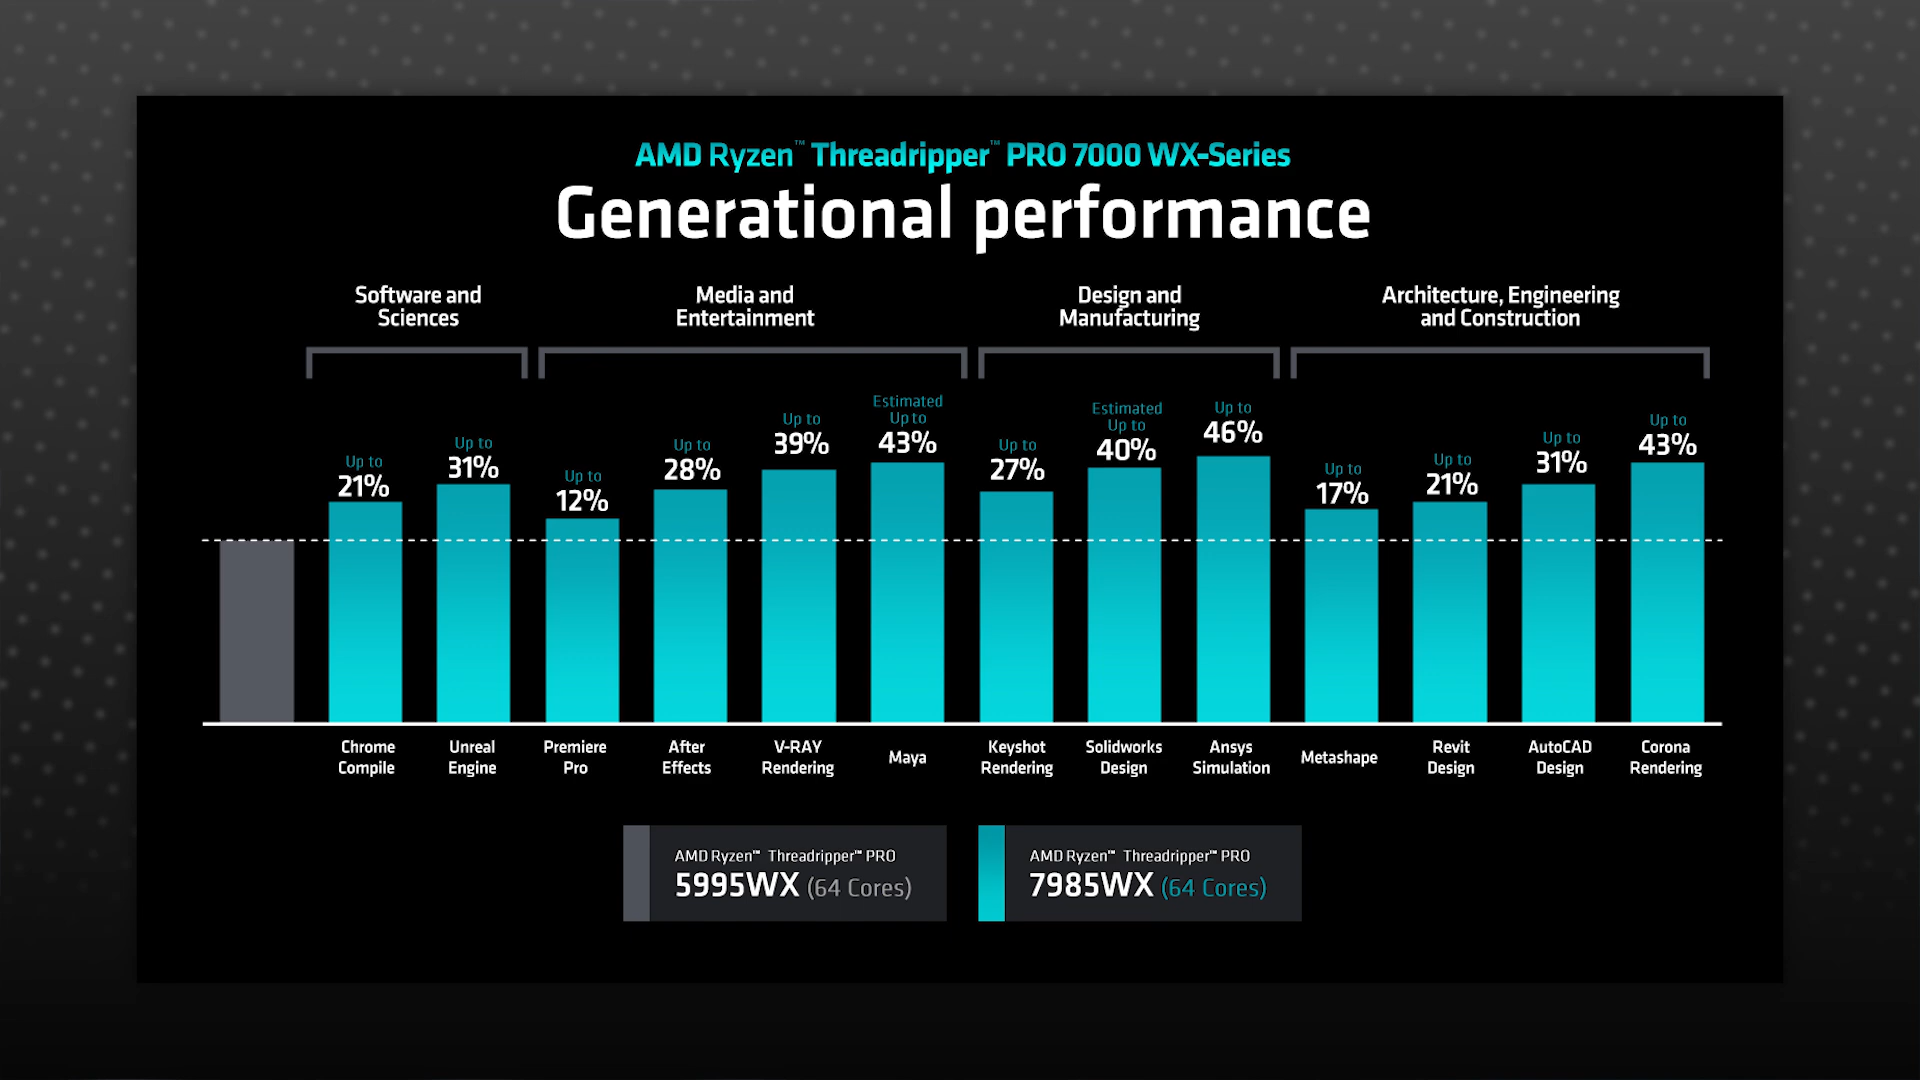 AMD Ryzen™ Threadripper™ PRO 7000 WX-Series
Generational performance
Software and
Sciences
Media and
Entertainment
Design and
Manufacturing
Architecture, Engineering
and Construction
Up to
21%
Up to
31%
Up to
12%
Up to
28%
Up to
39%
Estimated
Up to
43%
Up to
27%
Estimated
Up to
40%
Up to
46%
Up to
17%
Up to
21%
Up to
31%
Up to
43%
Chrome
Compile
Unreal
Engine
Premiere
Pro
After
Effects
V-RAY
Rendering
Maya
Keyshot
Rendering
Solidworks
Design
Ansys
Simulation
Metashape
Revit
Design
AutoCAD
Design
Corona
Rendering
AMD Ryzen™ Threadripper™ PRO
5995WX (64 Cores)
AMD Ryzen™ Threadripper™ PRO
7985WX (64 Cores)